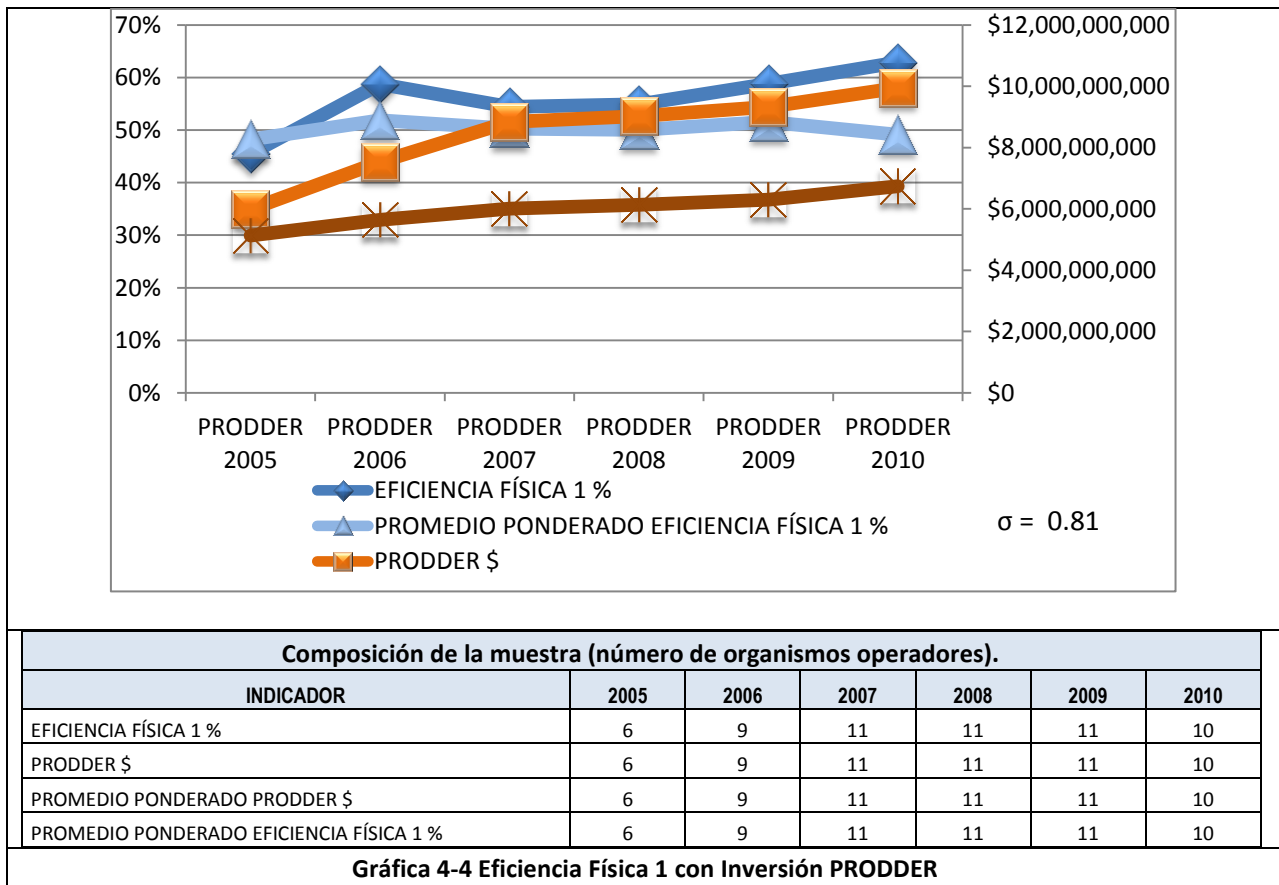 70%
60%
50%
40%
30%
20%
10%
0%
$12,000,000,000
$10,000,000,000
$8,000,000,000
$6,000,000,000
$4,000,000,000
$2,000,000,000
$0
PRODDER PRODDER PRODDER PRODDER PRODDER PRODDER
2005 2006 2007 2008 2009 2010
EFICIENCIA FÍSICA 1 %
PROMEDIO PONDERADO EFICIENCIA FÍSICA 1 %
σ = 0.81
PRODDER $
Composición de la muestra (número de organismos operadores).
INDICADOR 2005 2006 2007 2008 2009 2010
EFICIENCIA FÍSICA 1 % 6 9 11 11 11 10
PRODDER $ 6 9 11 11 11 10
PROMEDIO PONDERADO PRODDER $ 6 9 11 11 11 10
PROMEDIO PONDERADO EFICIENCIA FÍSICA 1 % 6 9 11 11 11 10
Gráfica 4-4 Eficiencia Física 1 con Inversión PRODDER